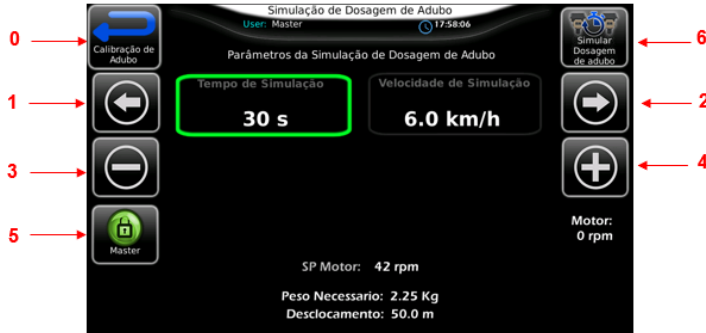 Simulação de Dosagem de Adubo
User: Master
17:58:06
0
Calibração de
Adubo
Parâmetros da Simulação de Dosagem de Adubo
Simular
Dosagem
de adubo
6
1
Tempo de Simulação
30 s
Velocidade de Simulação
6.0 km/h
2
3
4
5
Master
Motor:
0 rpm
SP Motor: 42 rpm
Peso Necessario: 2.25 Kg
Desclocamento: 50.0 m